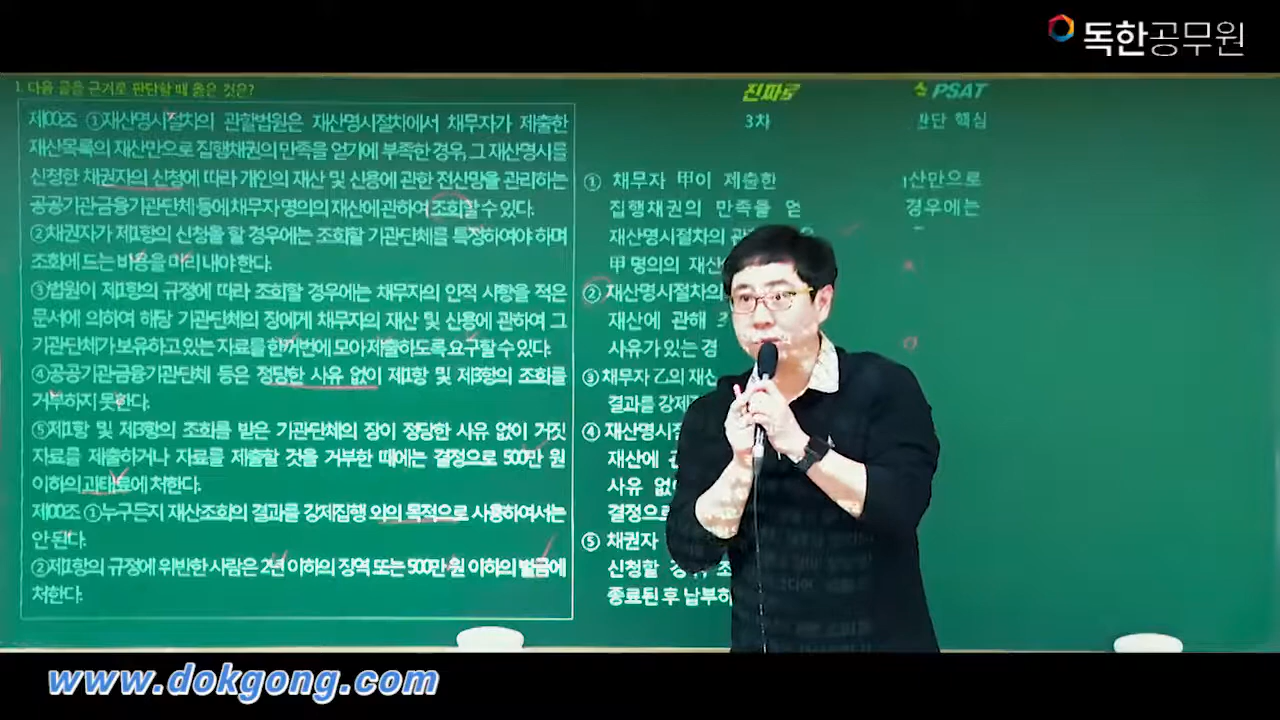 독한공무원
1. 다음 글을 근거로 판단할 때 옳은 것은?
진짜로
PSAT
3차
판단 핵심
제00조 ①재산명시절차의 관할법원은 재산명시절차에서 채무자가 제출한
재산목록의 재산만으로 집행채권의 만족을 얻기에 부족한 경우, 그 재산명시를
신청한 채권자의 신청에 따라 개인의 재산 및 신용에 관한 전산망을 관리하는
공공기관금융기관단체 등에 채무자 명의의 재산에 관하여 조회할 수 있다.
②채권자가 제1항의 신청을 할 경우에는 조회할 기관단체를 특정하여야 하며
조회에 드는 비용을 미리 내야 한다.
③법원이 제1항의 규정에 따라 조회할 경우에는 채무자의 인적 사항을 적은
문서에 의하여 해당 기관단체의 장에게 채무자의 재산 및 신용에 관하여 그
기관단체가 보유하고 있는 자료를 한꺼번에 모아 제출하도록 요구할 수 있다.
④공공기관금융기관단체 등은 정당한 사유 없이 제1항 및 제3항의 조회를
거부하지 못한다.
⑤제1항 및 제3항의 조회를 받은 기관단체의 장이 정당한 사유 없이 거짓
자료를 제출하거나 자료를 제출할 것을 거부한 때에는 결정으로 500만 원
이하의 과태료에 처한다.
제00조 ①누구든지 재산조회의 결과를 강제집행 외의 목적으로 사용하여서는
안 된다.
②제1항의 규정에 위반한 사람은 2년 이하의 징역 또는 500만 원 이하의 벌금에
처한다.
① 채무자 甲이 제출한 산만으로
집행채권의 만족을 얻 경우에는
재산명시절차의
甲 명의의 재산
② 재산명시절차의
재산에 관해
사유가 있는 경
③ 채무자 乙의 재산
결과를 강제
④ 재산명시
재산에
사유 없
결정으로
⑤ 채권자
신청할 경우, 조
종료된 후 납부하
www.dokgong.com